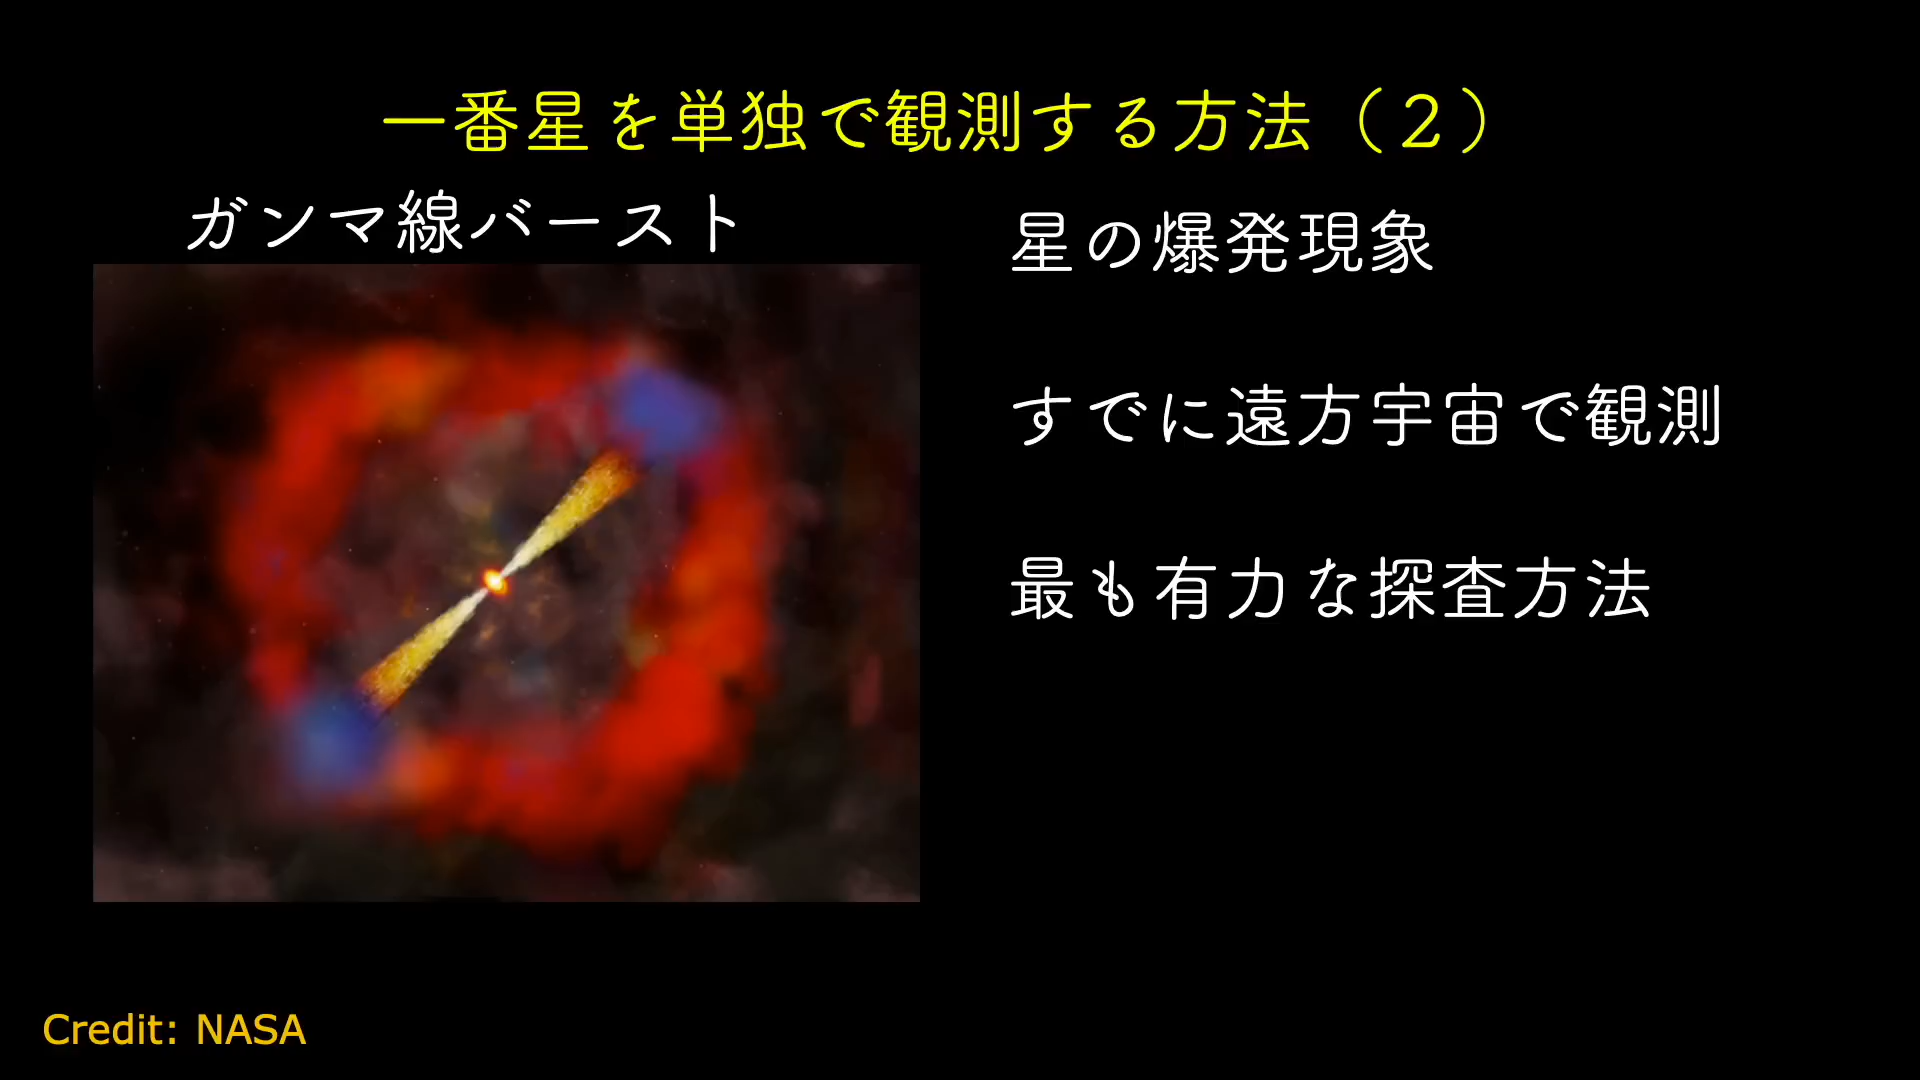 一番星を単独で観測する方法（２）
ガンマ線バースト
星の爆発現象
すでに遠方宇宙で観測
最も有力な探査方法
Credit: NASA